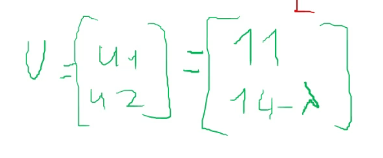 U = [u1 u2] = [11 14-λ]